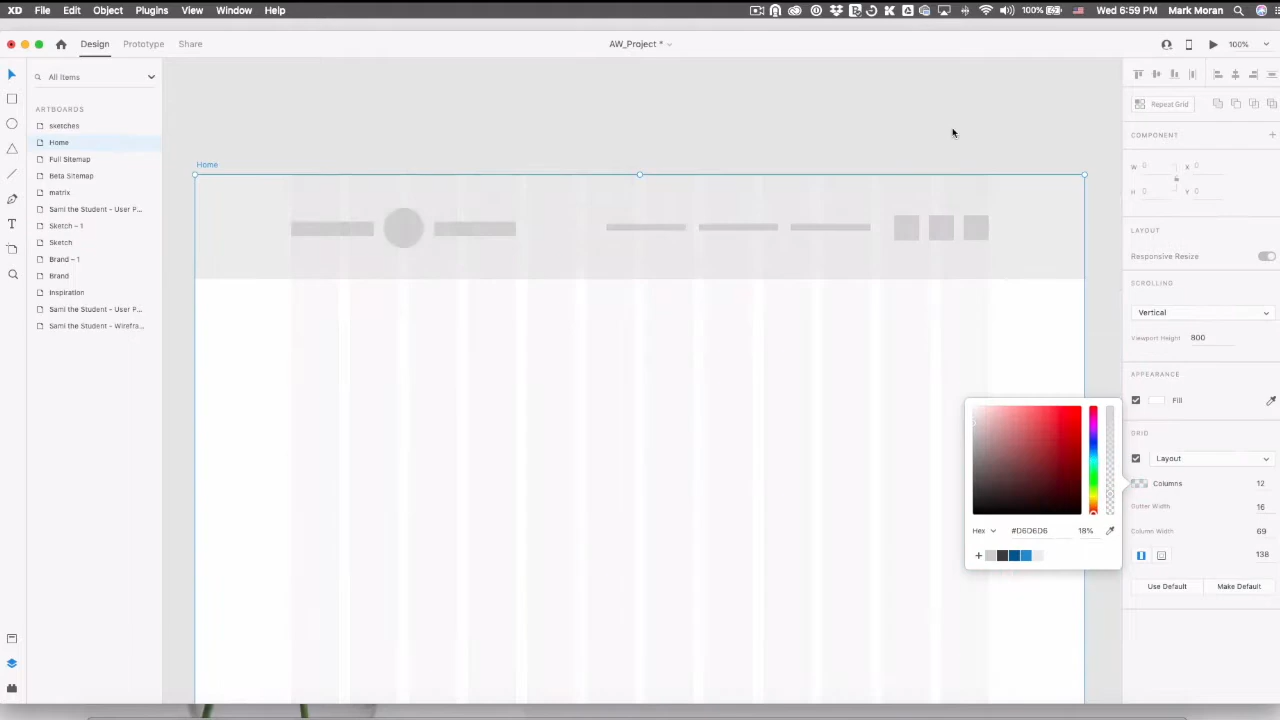 XD File Edit Object Plugins View Window Help 100% Wed 6:59 PM Mark Moran
Design Prototype Share AW_Project * 100%
All Items
ARTBOARDS
sketches
Home
Full Sitemap
Beta Sitemap
matrix
Sami the Student - User P...
Sketch – 1
Sketch
Brand – 1
Brand
Inspiration
Sami the Student - User P...
Sami the Student - Wirefra...
Home
Repeat Grid
COMPONENT
W 0 X 0
H 0 Y 0
LAYOUT
Responsive Resize
SCROLLING
Vertical
Viewport Height 800
APPEARANCE
Fill
GRID
Layout
Columns 12
Gutter Width 16
Column Width 69
138
Use Default Make Default
Hex #D6D6D6 18%